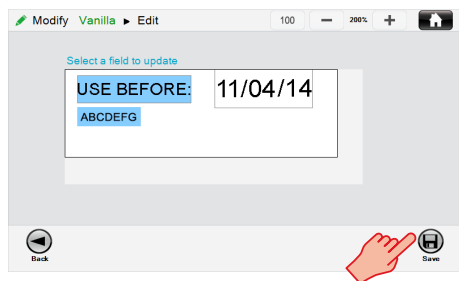 Modify Vanilla ▶ Edit 100 200%
Select a field to update
USE BEFORE: 11/04/14
ABCDEFG
Back Save